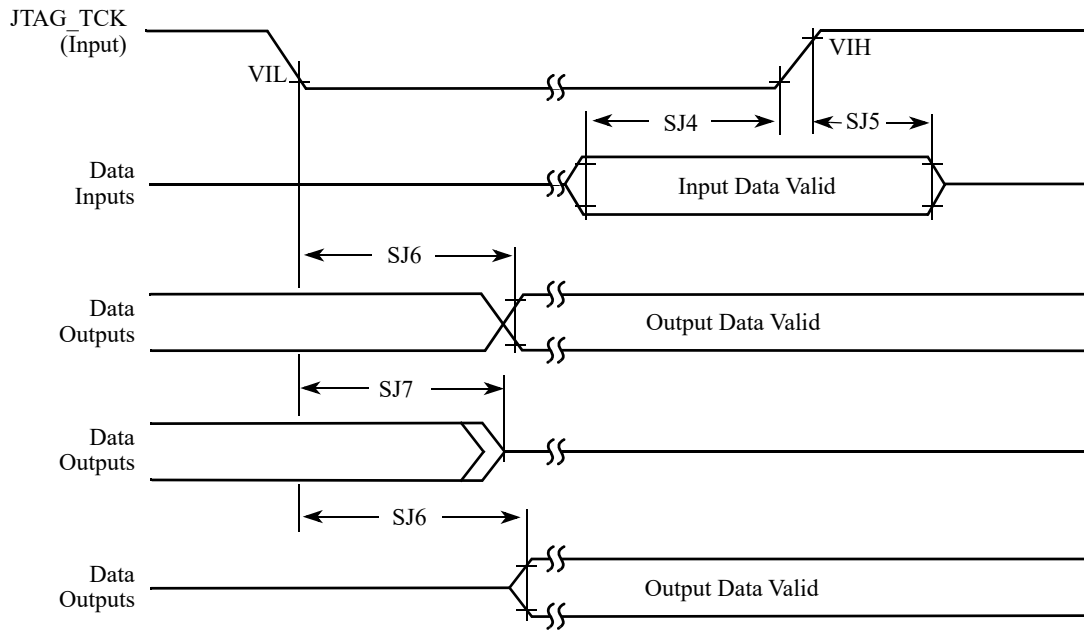 JTAG_TCK
(Input)
VIL
VIH
SJ4
SJ5
Data
Inputs
Input Data Valid
SJ6
Data
Outputs
Output Data Valid
SJ7
Data
Outputs
SJ6
Data
Outputs
Output Data Valid